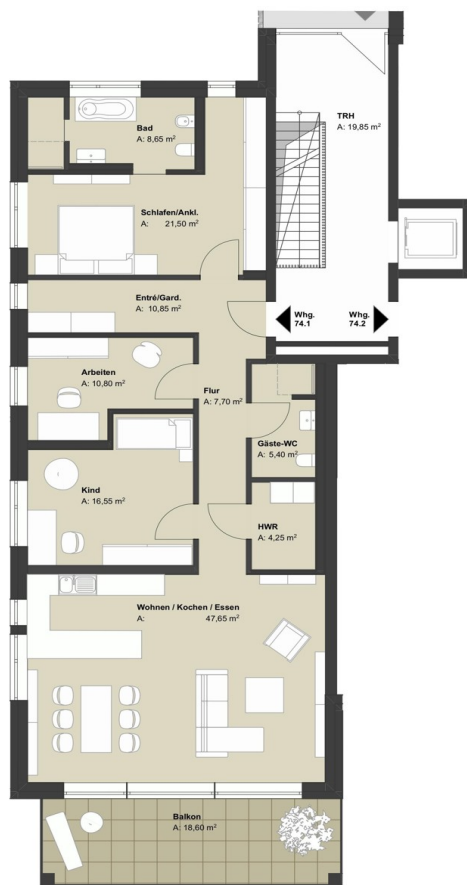 Bad
A: 8,65 m²
TRH
A: 19,85 m²
Schlafen/Ankl.
A: 21,50 m²
Entré/Gard.
A: 10,85 m²
Whg.
74.1
Whg.
74.2
Arbeiten
A: 10,80 m²
Flur
A: 7,70 m²
Gäste-WC
A: 5,40 m²
Kind
A: 16,55 m²
HWR
A: 4,25 m²
Wohnen / Kochen / Essen
A: 47,65 m²
Balkon
A: 18,60 m²